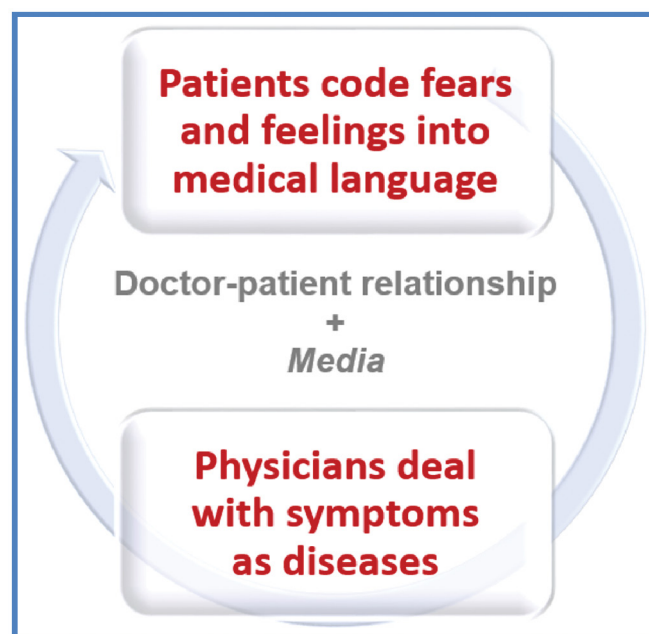 Patients code fears
and feelings into
medical language
Doctor-patient relationship
+
Media
Physicians deal
with symptoms
as diseases